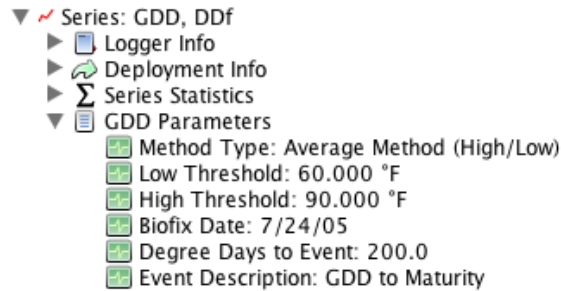 Series: GDD, DDf
Logger Info
Deployment Info
Series Statistics
GDD Parameters
Method Type: Average Method (High/Low)
Low Threshold: 60.000 °F
High Threshold: 90.000 °F
Biofix Date: 7/24/05
Degree Days to Event: 200.0
Event Description: GDD to Maturity